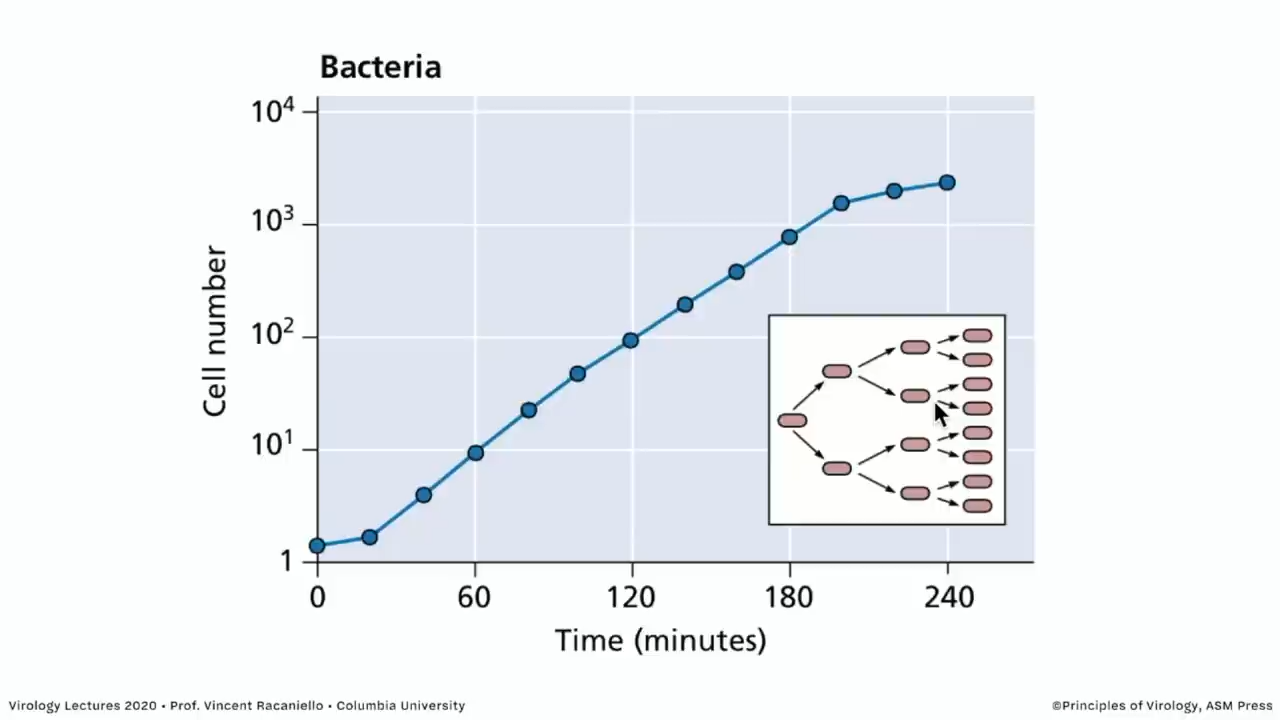 Bacteria
10⁴
10³
10²
10¹
1
Cell number
0 60 120 180 240
Time (minutes)
Virology Lectures 2020 • Prof. Vincent Racaniello • Columbia University
©Principles of Virology, ASM Press